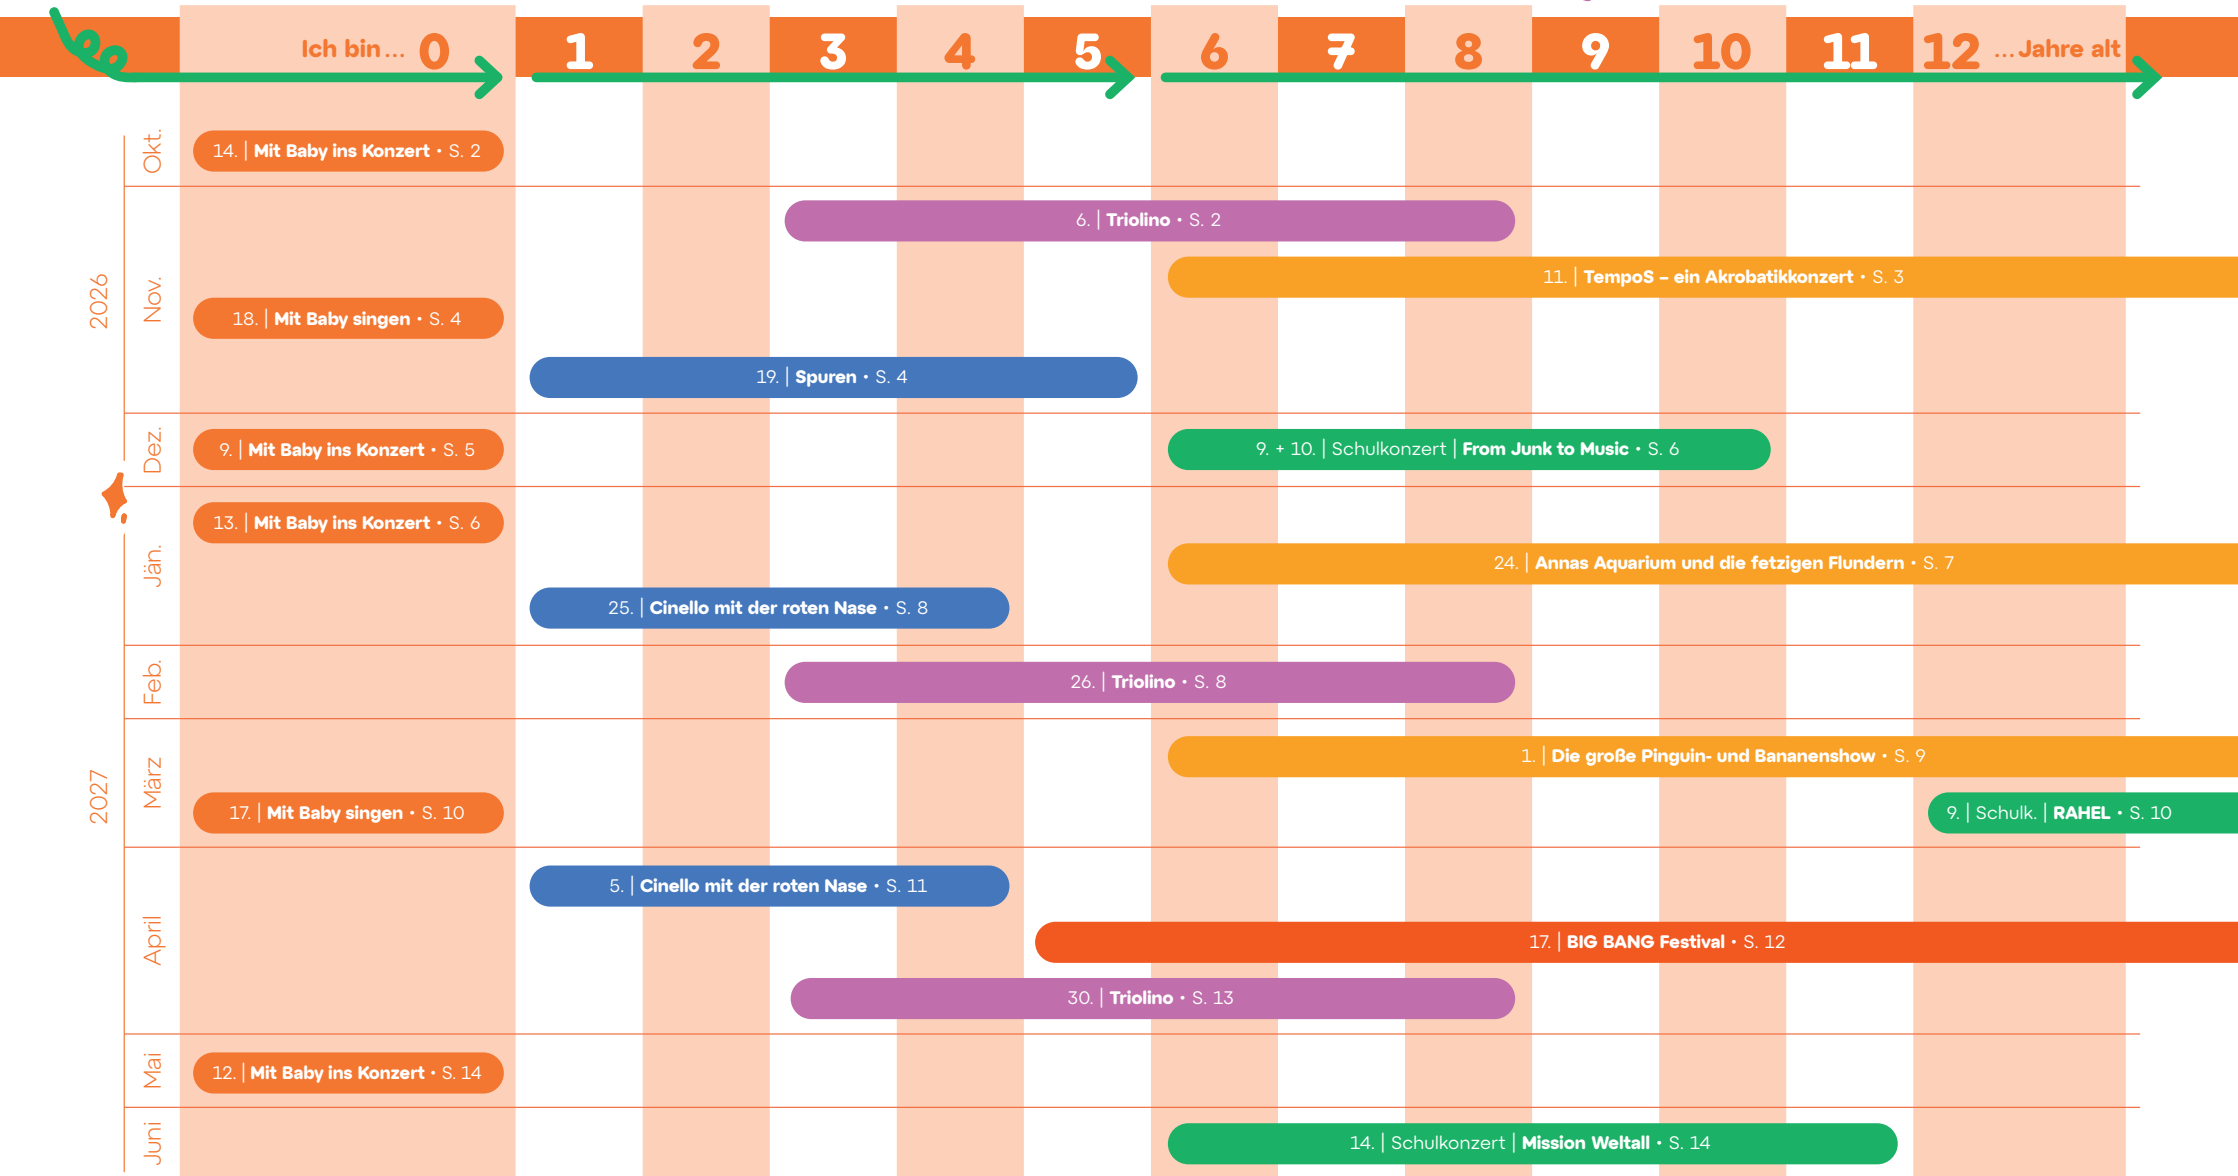 Ich bin... 0 1 2 3 4 5 6 7 8 9 10 11 12 ...Jahre alt
2026
Okt.
14. | Mit Baby ins Konzert • S. 2
Nov.
6. | Triolino • S. 2
11. | TempoS – ein Akrobatikkonzert • S. 3
18. | Mit Baby singen • S. 4
19. | Spuren • S. 4
Dez.
9. | Mit Baby ins Konzert • S. 5
9. + 10. | Schulkonzert | From Junk to Music • S. 6
2027
Jän.
13. | Mit Baby ins Konzert • S. 6
24. | Annas Aquarium und die fetzigen Flundern • S. 7
25. | Cinello mit der roten Nase • S. 8
Feb.
26. | Triolino • S. 8
März
1. | Die große Pinguin- und Bananenshow • S. 9
17. | Mit Baby singen • S. 10
9. | Schulk. | RAHEL • S. 10
April
5. | Cinello mit der roten Nase • S. 11
17. | BIG BANG Festival • S. 12
30. | Triolino • S. 13
Mai
12. | Mit Baby ins Konzert • S. 14
Juni
14. | Schulkonzert | Mission Weltall • S. 14